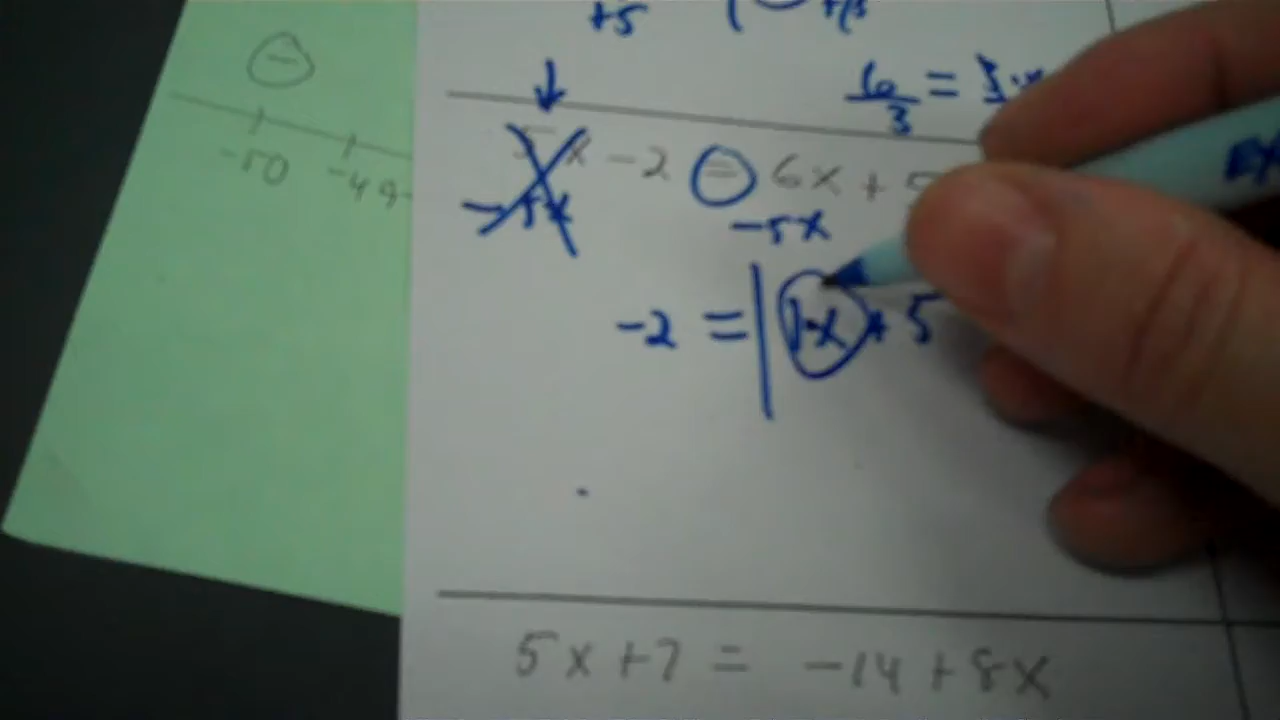 +5
6/3 =
−
-50 -49
5x - 2 = 6x + 5
-5x -5x
-2 = 1x + 5
5x + 7 = -14 + 8x